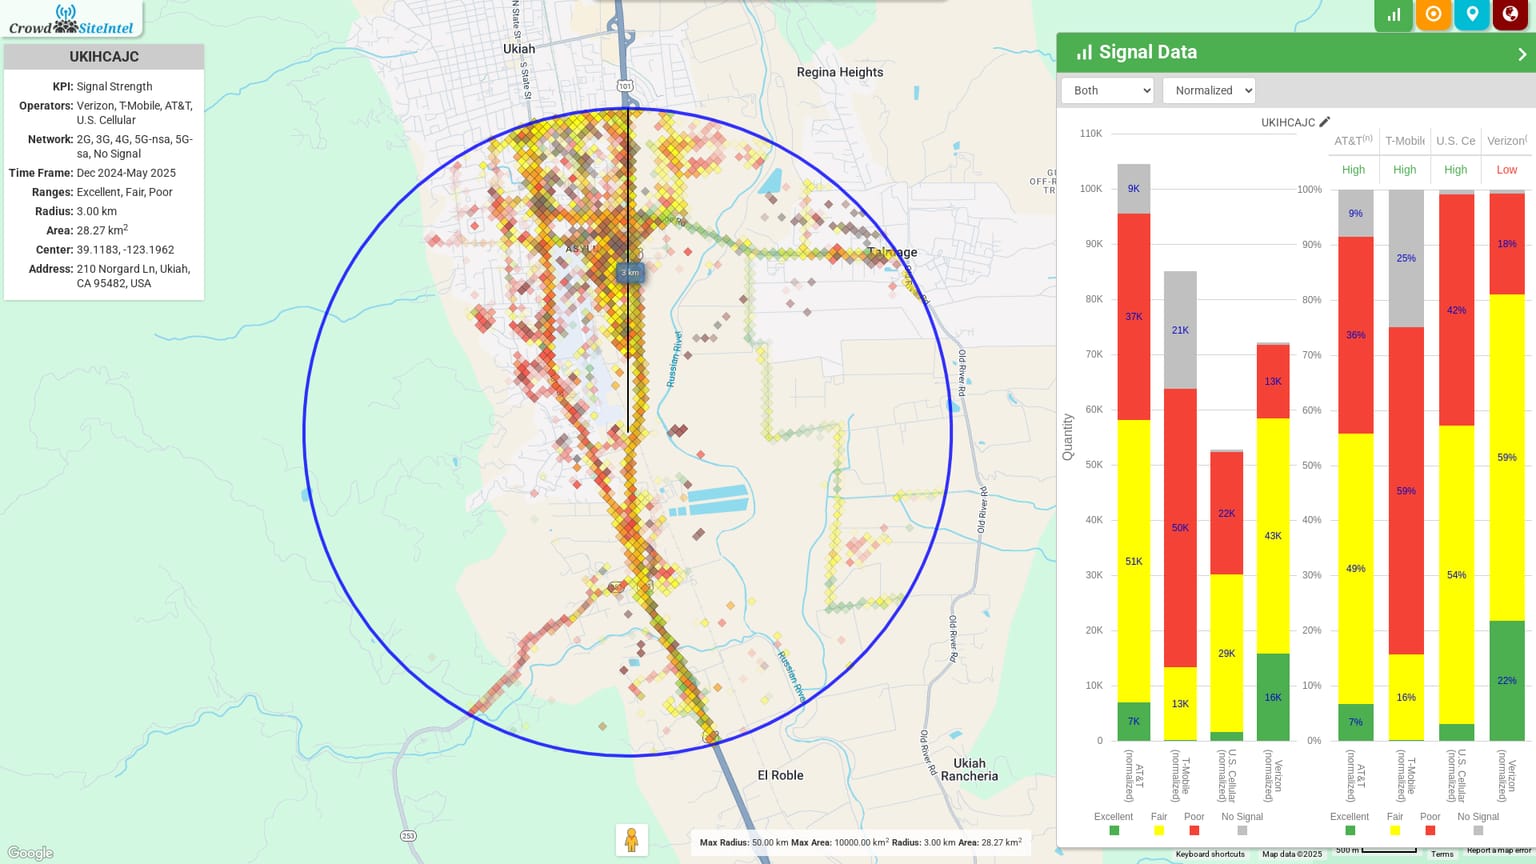 CrowdSiteIntel
UKIHCAJC
KPI: Signal Strength
Operators: Verizon, T-Mobile, AT&T,
U.S. Cellular
Network: 2G, 3G, 4G, 5G-nsa, 5G-
sa, No Signal
Time Frame: Dec 2024-May 2025
Ranges: Excellent, Fair, Poor
Radius: 3.00 km
Area: 28.27 km2
Center: 39.1183, -123.1962
Address: 210 Norgard Ln, Ukiah,
CA 95482, USA
N State St
Ukiah
S State St
101
Regina Heights
Talmage
3 km
Russian River
Old River Rd
Old River Rd
Old River Rd
Russian River
Old River Rd
El Roble
Ukiah
Rancheria
253
Google
Max Radius: 50.00 km Max Area: 10000.00 km2 Radius: 3.00 km Area: 28.27 km2
Signal Data
Both
Normalized
UKIHCAJC
AT&T(n)
T-Mobile
U.S. Ce
Verizon(
High
High
High
Low
Quantity
110K
100K
90K
80K
70K
60K
50K
40K
30K
20K
10K
0
9K
37K
51K
7K
21K
50K
13K
22K
29K
13K
43K
16K
AT&T
(normalized)
T-Mobile
(normalized)
U.S. Cellular
(normalized)
Verizon
(normalized)
Excellent
Fair
Poor
No Signal
100%
90%
80%
70%
60%
50%
40%
30%
20%
10%
0%
9%
36%
49%
7%
25%
59%
16%
42%
54%
18%
59%
22%
AT&T
(normalized)
T-Mobile
(normalized)
U.S. Cellular
(normalized)
Verizon
(normalized)
Excellent
Fair
Poor
No Signal
Keyboard shortcuts
Map data ©2025
500 m
Terms
Report a map error